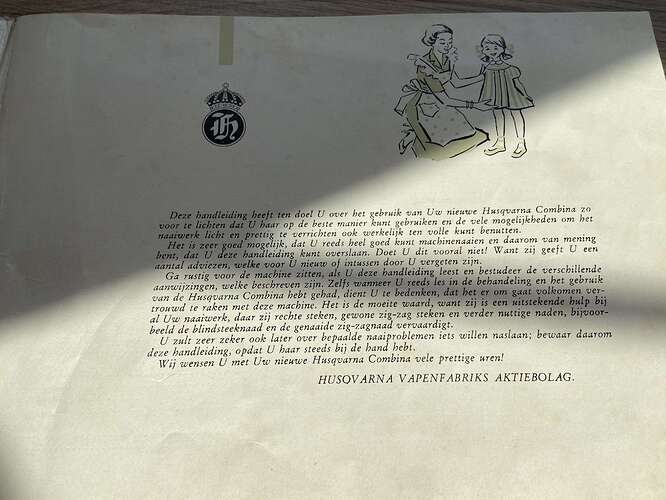 Deze handleiding heeft ten doel U over het gebruik van Uw nieuwe Husqvarna Combina zo
voor te lichten dat U haar op de beste manier kunt gebruiken en de vele mogelijkheden om het
naaiwerk licht en prettig te verrichten ook werkelijk ten volle kunt benutten.
Het is zeer goed mogelijk, dat U reeds heel goed kunt machinenaaien en daarom van mening
bent, dat U deze handleiding kunt overslaan. Doet U dit vooral niet! Want zij geeft U een
aantal adviezen, welke voor U nieuw of intussen door U vergeten zijn.
Ga rustig voor de machine zitten, als U deze handleiding leest en bestudeer de verschillende
aanwijzingen, welke beschreven zijn. Zelfs wanneer U reeds les in de behandeling en het gebruik
van de Husqvarna Combina hebt gehad, dient U te bedenken, dat het er om gaat volkomen ver-
trouwd te raken met deze machine. Het is de moeite waard, want zij is een uitstekende hulp bij
al Uw naaiwerk, daar zij rechte steken, gewone zig-zag steken en verder nuttige naden, bijvoor-
beeld de blindsteeknaad en de genaaide zig-zagnaad vervaardigt.
U zult zeer zeker ook later over bepaalde naaiproblemen iets willen naslaan; bewaar daarom
deze handleiding, opdat U haar steeds bij de hand hebt.
Wij wensen U met Uw nieuwe Husqvarna Combina vele prettige uren!
HUSQVARNA VAPENFABRIKS AKTIEBOLAG.